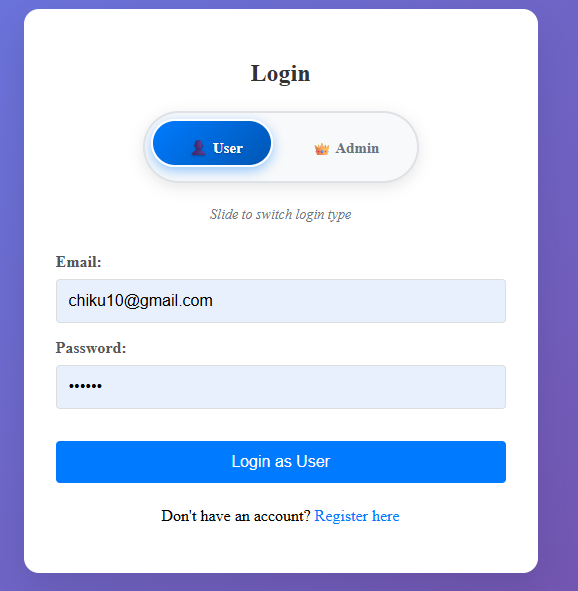 Login
👤 User 👑 Admin
Slide to switch login type
Email:
chiku10@gmail.com
Password:
••••••
Login as User
Don't have an account? Register here